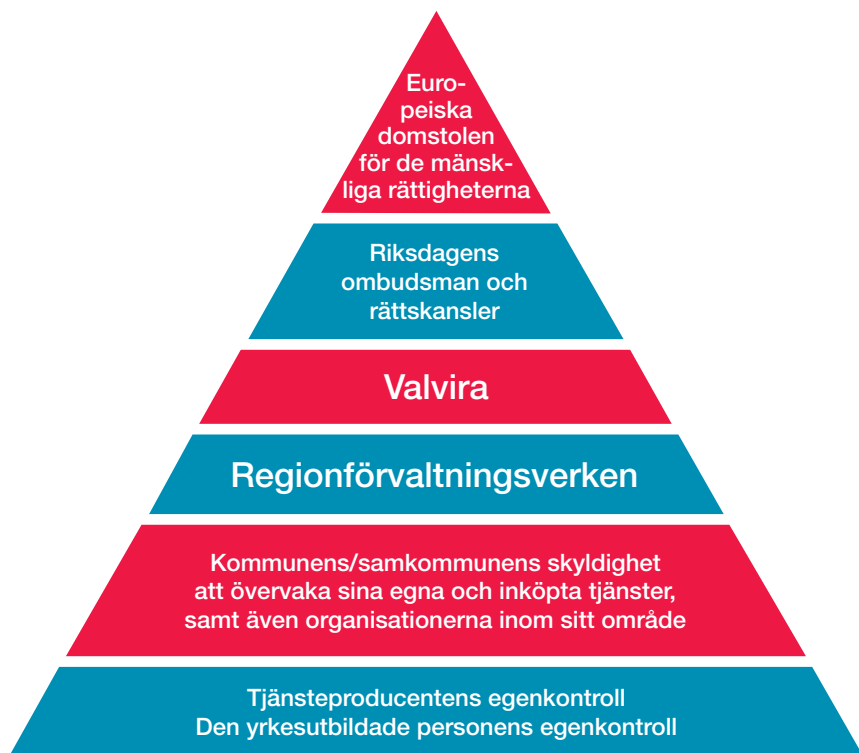 Euro-
peiska
domstolen
för de mänsk-
liga rättigheterna
Riksdagens
ombudsman och
rättskansler
Valvira
Regionförvaltningsverken
Kommunens/samkommunens skyldighet
att övervaka sina egna och inköpta tjänster,
samt även organisationerna inom sitt område
Tjänsteproducentens egenkontroll
Den yrkesutbildade personens egenkontroll